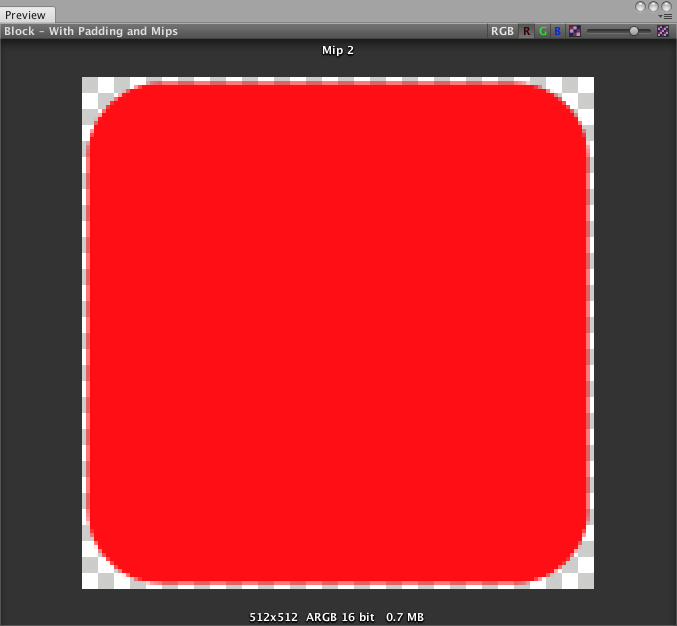 Preview
Block - With Padding and Mips RGB R G B
Mip 2
512x512 ARGB 16 bit 0.7 MB